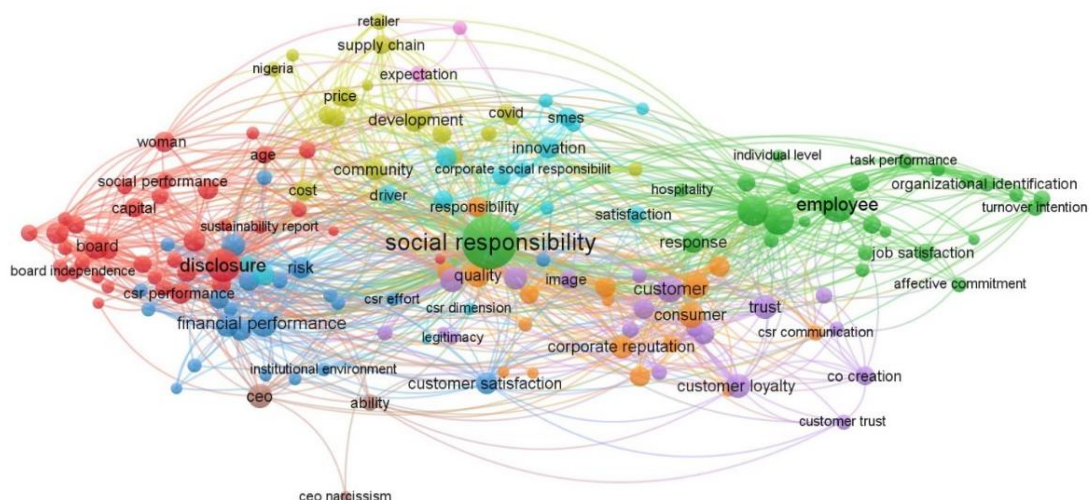 retailer
supply chain
nigeria
expectation
price
development
covid
smes
woman
age
innovation
individual level
task performance
community
corporate social responsibilit
social performance
cost
driver
hospitality
organizational identification
capital
responsibility
satisfaction
employee
turnover intention
sustainability report
board
social responsibility
response
job satisfaction
board independence
disclosure
risk
quality
image
customer
affective commitment
csr performance
csr effort
csr dimension
consumer
trust
financial performance
legitimacy
csr communication
corporate reputation
institutional environment
customer satisfaction
customer loyalty
co creation
ceo
ability
customer trust
ceo narcissism